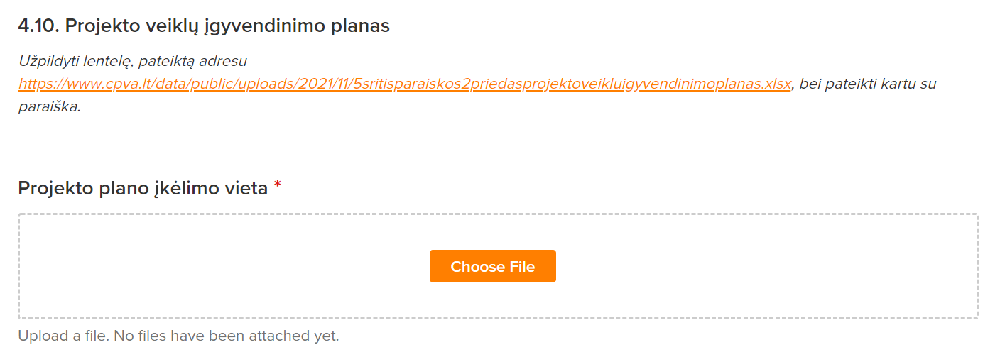 4.10. Projekto veiklų įgyvendinimo planas
Užpildyti lentelę, pateiktą adresu
https://www.cpva.lt/data/public/uploads/2021/11/5sritisparaiskos2priedasprojektoveikluigyvendinimoplanas.xlsx, bei pateikti kartu su
paraiška.
Projekto plano įkėlimo vieta *
Choose File
Upload a file. No files have been attached yet.